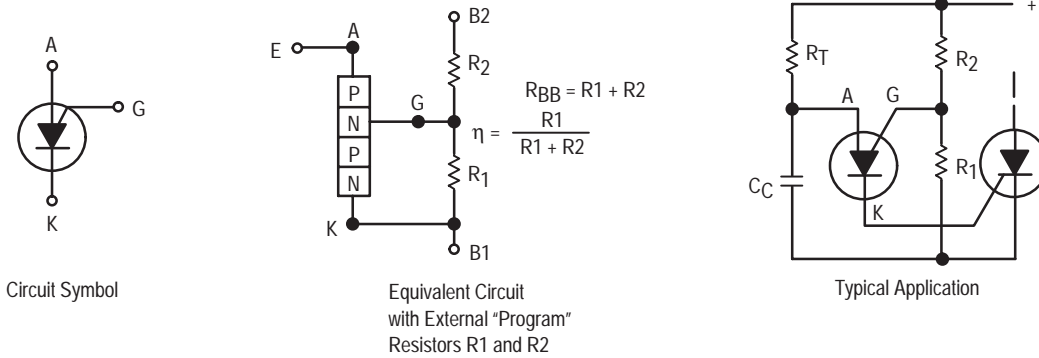 A
G
K
Circuit Symbol
B2
E
A
R2
P
N
P
N
G
RBB = R1 + R2
η = R1
R1 + R2
R1
K
B1
Equivalent Circuit
with External “Program”
Resistors R1 and R2
+
RT
R2
A
G
R1
CC
K
Typical Application